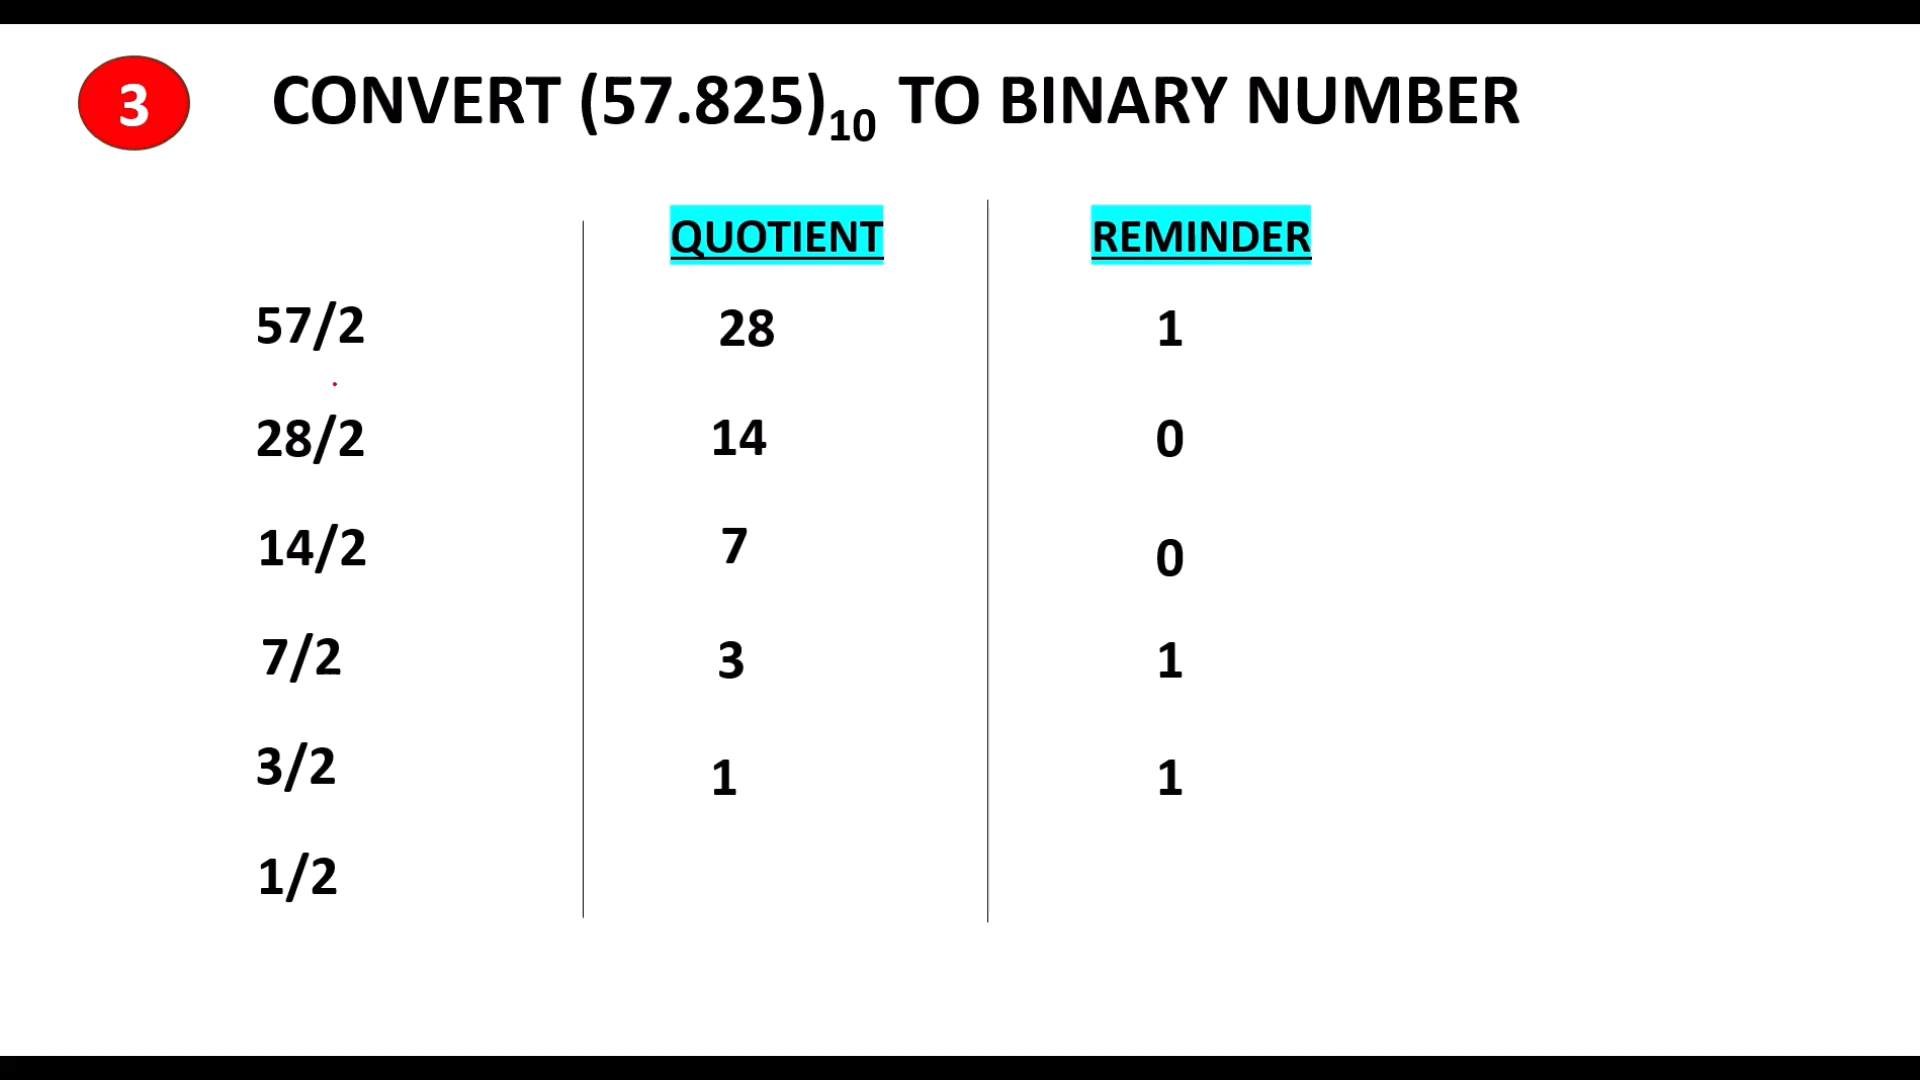 3 CONVERT (57.825)₁₀ TO BINARY NUMBER
QUOTIENT REMINDER
57/2 28 1
28/2 14 0
14/2 7 0
7/2 3 1
3/2 1 1
1/2